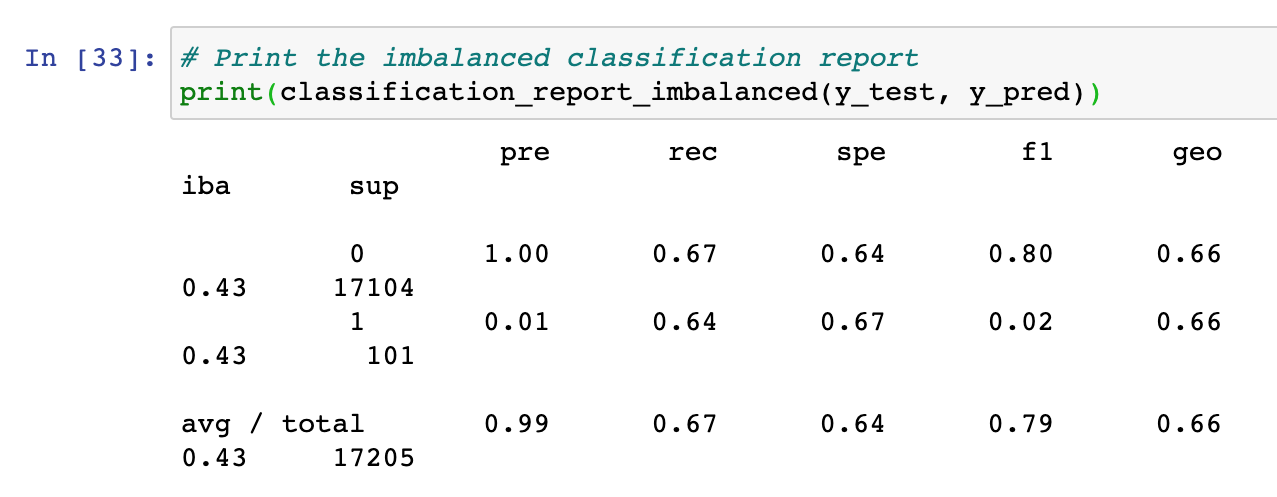 In [33]: # Print the imbalanced classification report
print(classification_report_imbalanced(y_test, y_pred))
pre rec spe f1 geo
iba sup
0 1.00 0.67 0.64 0.80 0.66
0.43 17104
1 0.01 0.64 0.67 0.02 0.66
0.43 101
avg / total 0.99 0.67 0.64 0.79 0.66
0.43 17205